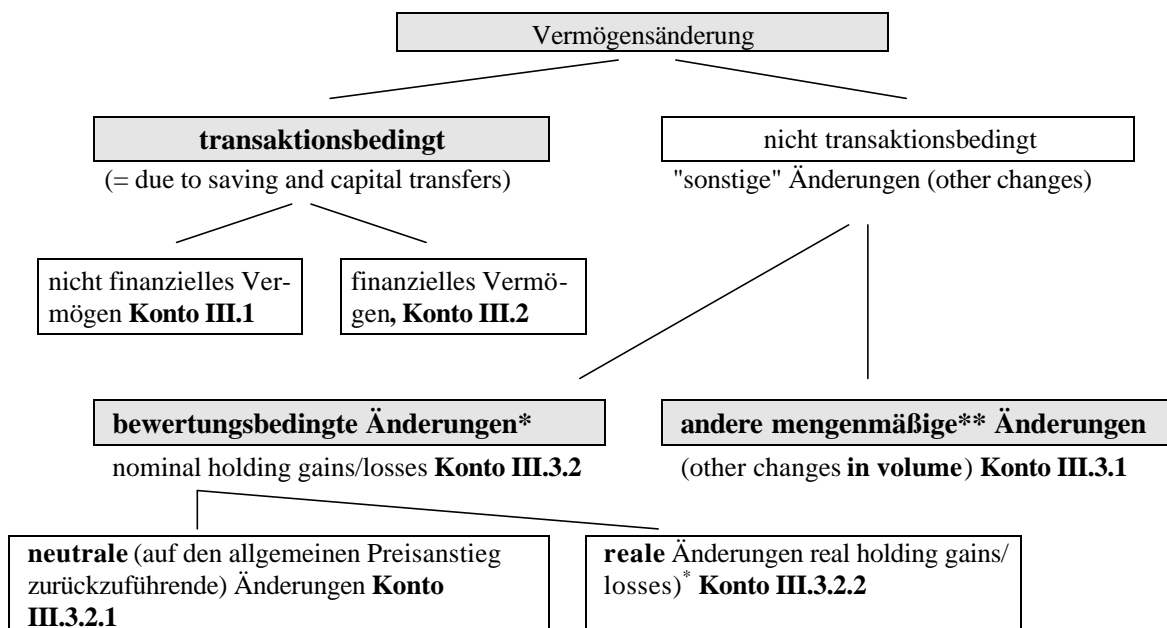 Vermögensänderung
transaktionsbedingt
(= due to saving and capital transfers)
nicht transaktionsbedingt
"sonstige" Änderungen (other changes)
nicht finanzielles Ver-
mögen Konto III.1
finanzielles Vermö-
gen, Konto III.2
bewertungsbedingte Änderungen*
nominal holding gains/losses Konto III.3.2
andere mengenmäßige** Änderungen
(other changes in volume) Konto III.3.1
neutrale (auf den allgemeinen Preisanstieg
zurückzuführende) Änderungen Konto
III.3.2.1
reale Änderungen real holding gains/
losses)* Konto III.3.2.2